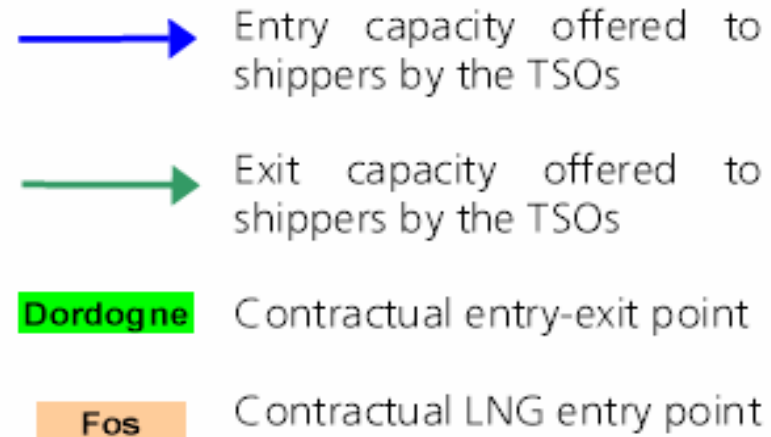 Entry capacity offered to
shippers by the TSOs
Exit capacity offered to
shippers by the TSOs
Dordogne Contractual entry-exit point
Fos Contractual LNG entry point